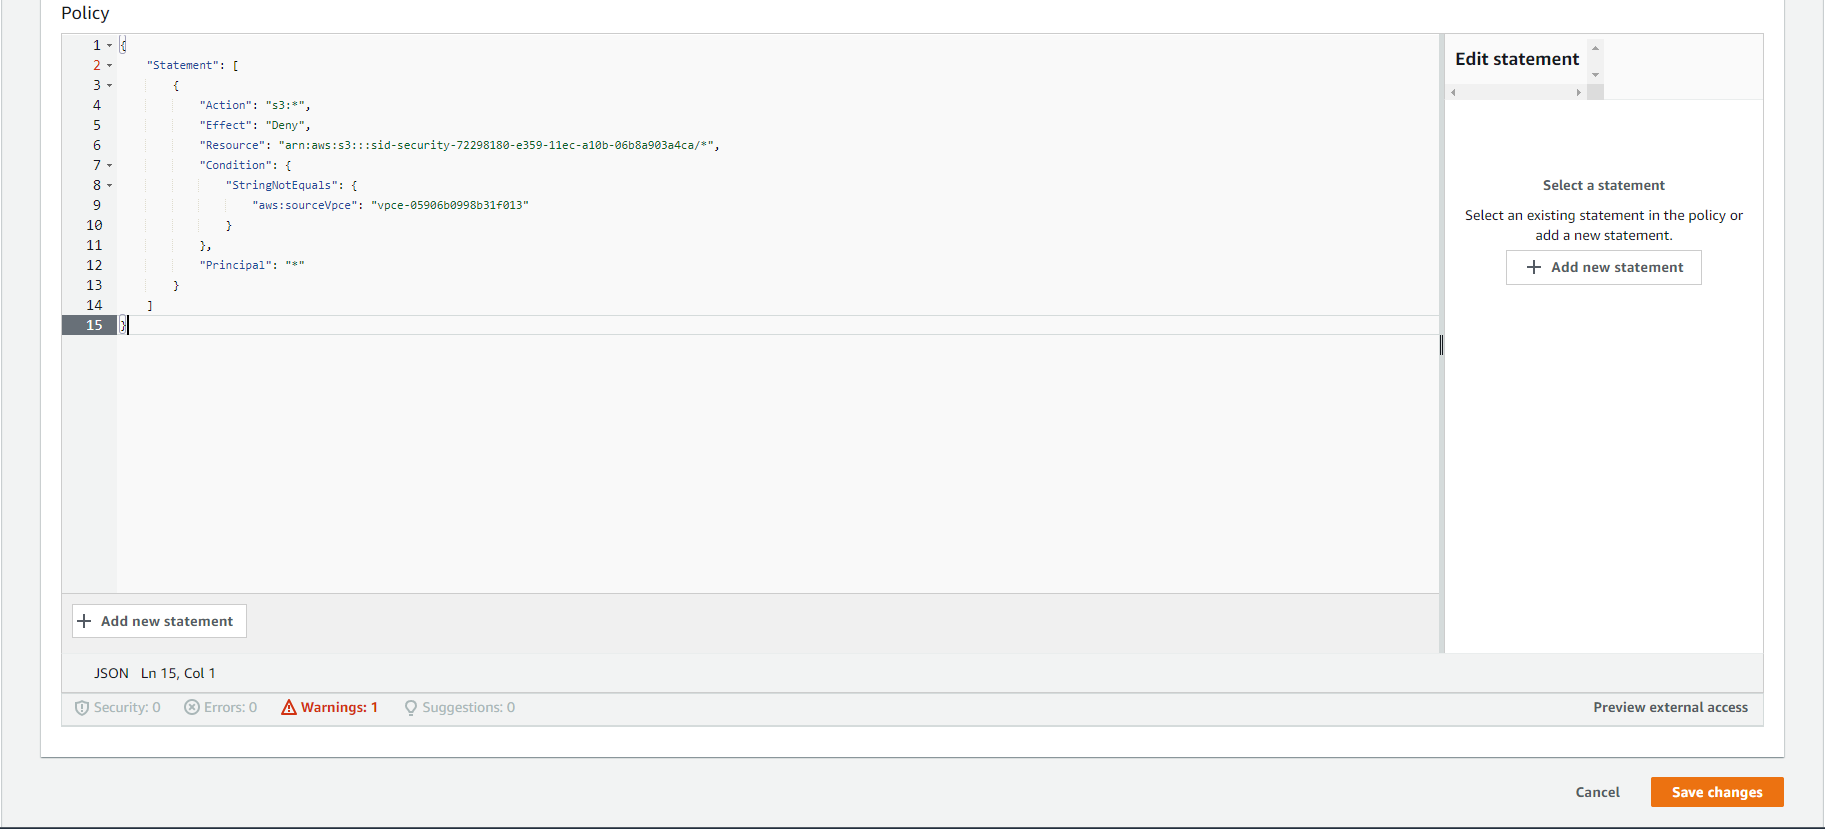 Policy
1 {
2 "Statement": [
3 {
4 "Action": "s3:*",
5 "Effect": "Deny",
6 "Resource": "arn:aws:s3:::sid-security-72298180-e359-11ec-a10b-06b8a903a4ca/*",
7 "Condition": {
8 "StringNotEquals": {
9 "aws:sourceVpce": "vpce-05906b0998b31f013"
10 }
11 },
12 "Principal": "*"
13 }
14 ]
15 }
Edit statement
Select a statement
Select an existing statement in the policy or
add a new statement.
+ Add new statement
+ Add new statement
JSON Ln 15, Col 1
Security: 0 Errors: 0 Warnings: 1 Suggestions: 0
Preview external access
Cancel Save changes